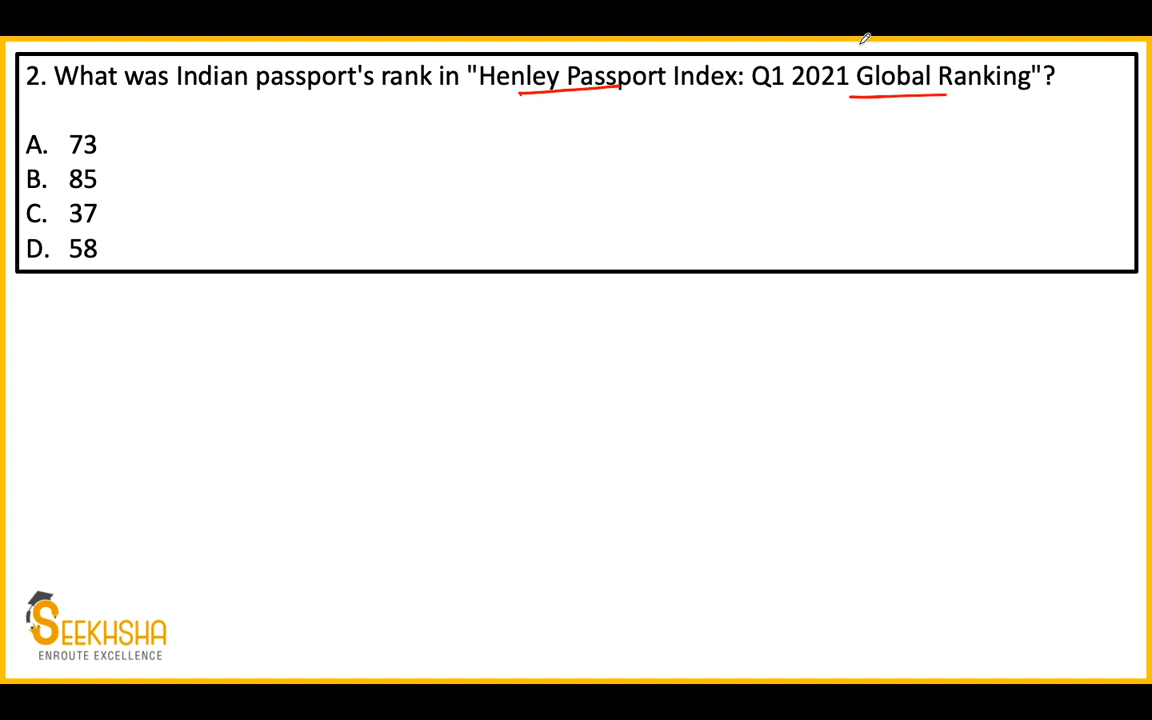 2. What was Indian passport's rank in "Henley Passport Index: Q1 2021 Global Ranking"?
A. 73
B. 85
C. 37
D. 58
SEEKHSHA
ENROUTE EXCELLENCE